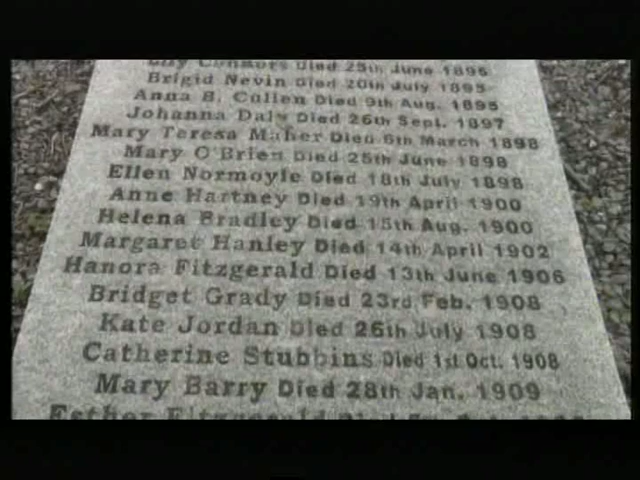 Connors Died 25th June 1895
Brigid Nevin Died 20th July 1895
Anna B. Cullen Died 9th Aug. 1895
Johanna Daly Died 26th Sept. 1897
Mary Teresa Maher Died 6th March 1898
Mary O'Brien Died 25th June 1898
Ellen Normoyle Died 18th July 1898
Anne Hartney Died 19th April 1900
Helena Bradley Died 15th Aug. 1900
Margaret Hanley Died 14th April 1902
Hanora Fitzgerald Died 13th June 1906
Bridget Grady Died 23rd Feb. 1908
Kate Jordan Died 26th July 1908
Catherine Stubbins Died 1st Oct. 1908
Mary Barry Died 28th Jan. 1909
Esther Fitzgerald Died